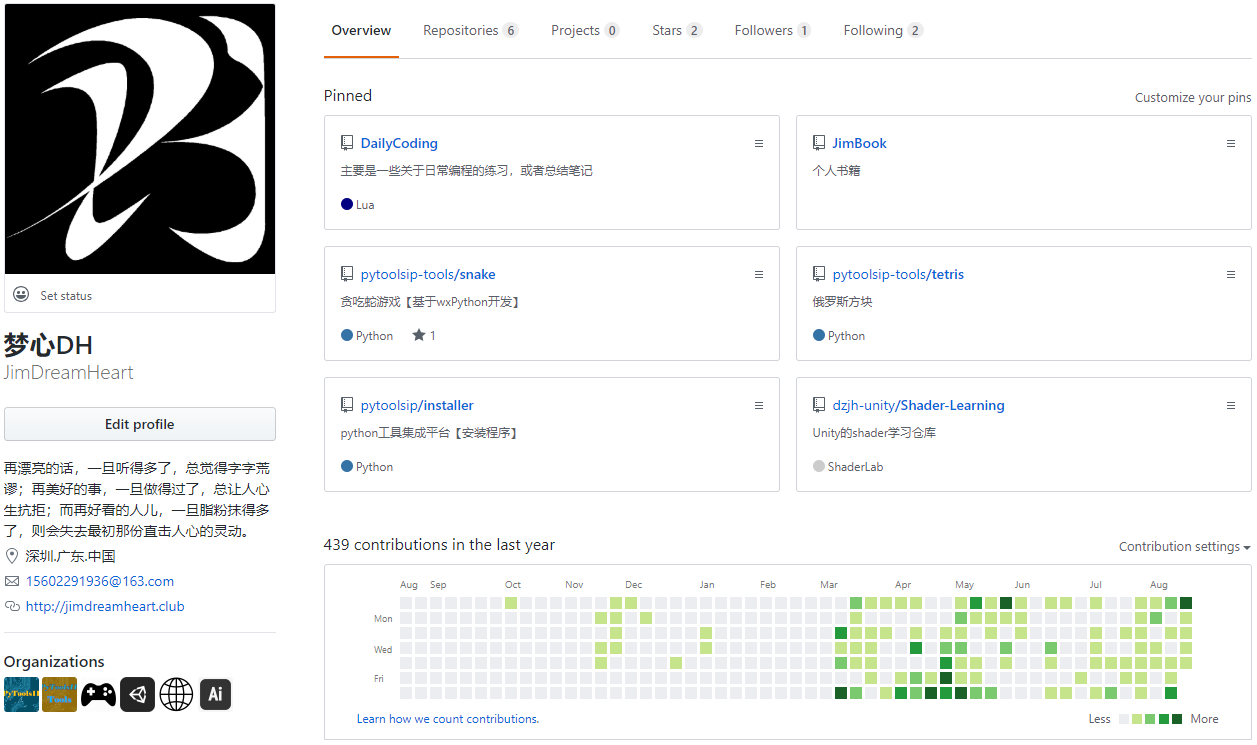 Overview Repositories 6 Projects 0 Stars 2 Followers 1 Following 2
Set status
梦心DH
JimDreamHeart
Edit profile
再漂亮的话，一旦听得多了，总觉得字字荒
谬；再美好的事，一旦做得过了，总让人心
生抗拒；而再好看的人儿，一旦脂粉抹得多
了，则会失去最初那份直击人心的灵动。
深圳.广东.中国
15602291936@163.com
http://jimdreamheart.club
Organizations
Ai
Pinned
Customize your pins
DailyCoding
主要是一些关于日常编程的练习，或者总结笔记
Lua
JimBook
个人书籍
pytoolsip-tools/snake
贪吃蛇游戏【基于wxPython开发】
Python 1
pytoolsip-tools/tetris
俄罗斯方块
Python
pytoolsip/installer
python工具集成平台【安装程序】
Python
dzjh-unity/Shader-Learning
Unity的shader学习仓库
ShaderLab
439 contributions in the last year
Contribution settings
Aug Sep Oct Nov Dec Jan Feb Mar Apr May Jun Jul Aug
Mon
Wed
Fri
Learn how we count contributions.
Less More